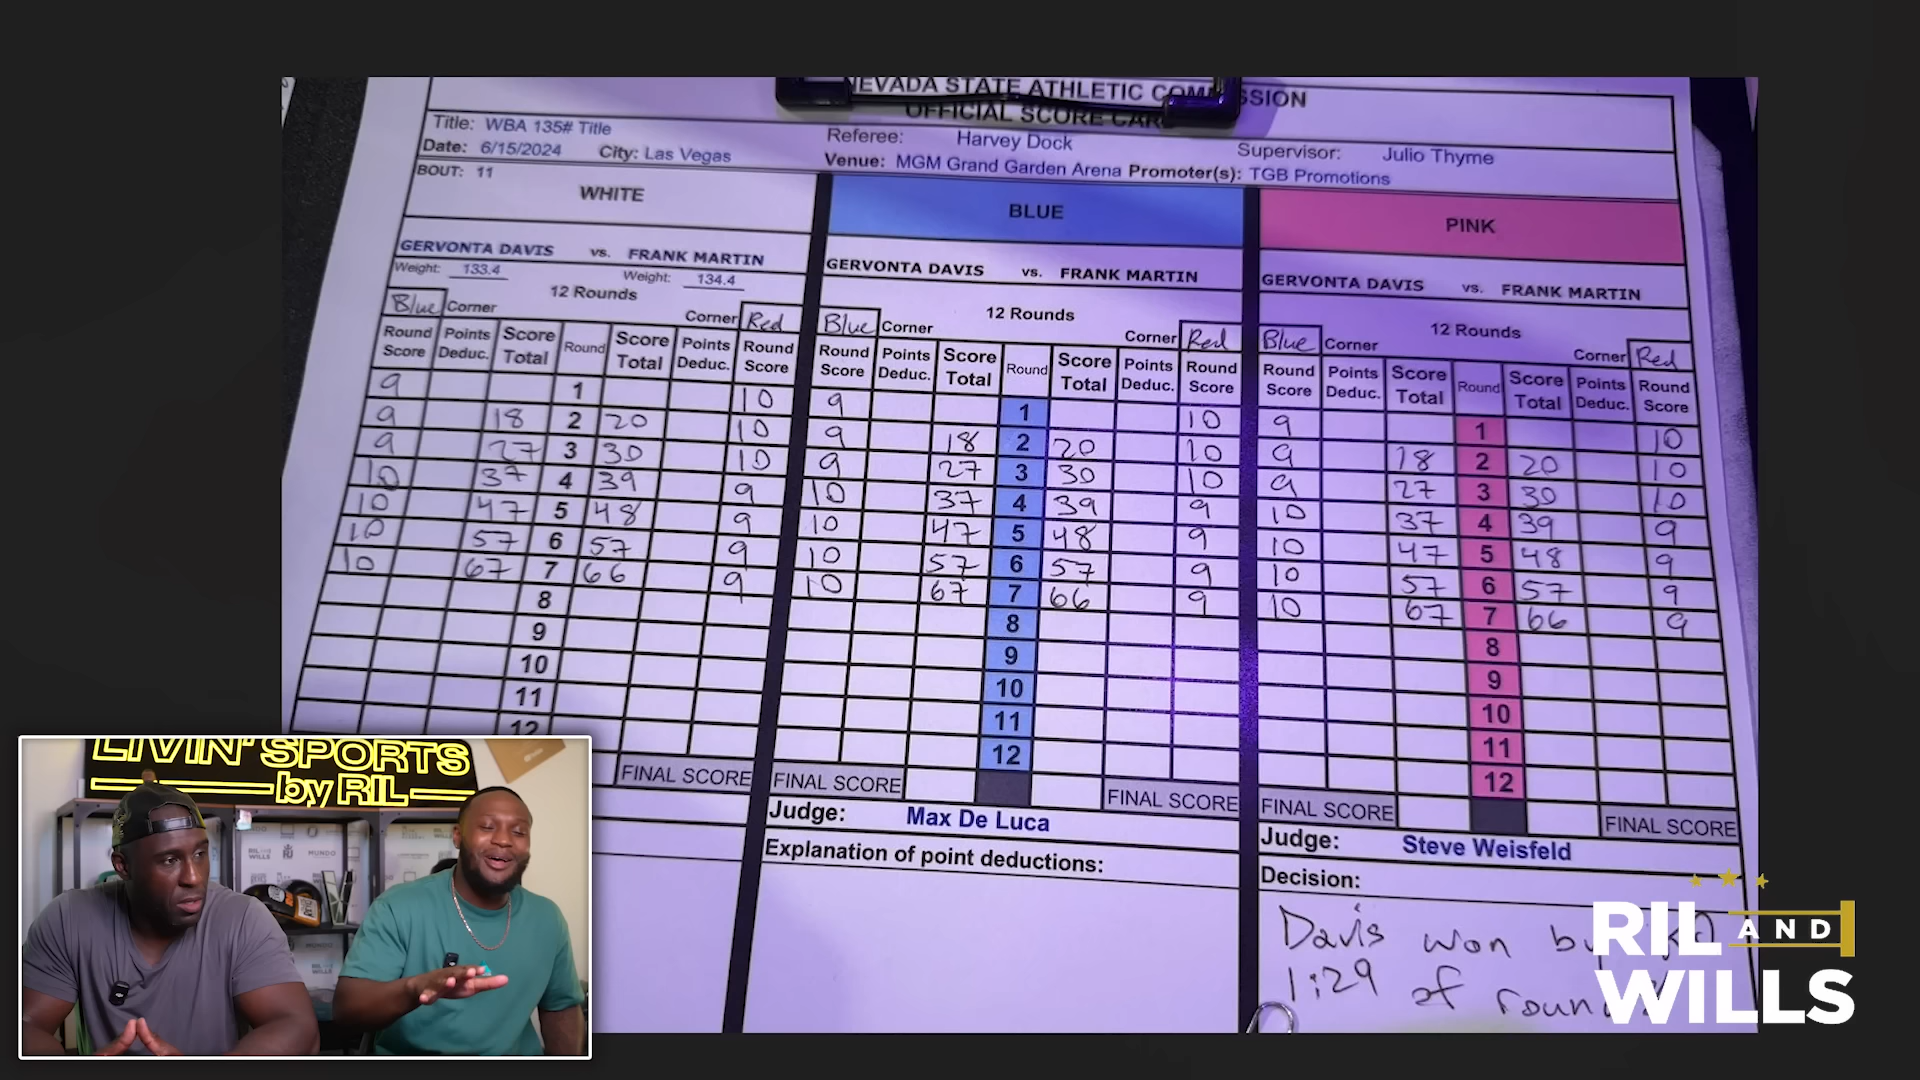 NEVADA STATE ATHLETIC COMMISSION
OFFICIAL SCORE CARD
Title: WBA 135# Title Referee: Harvey Dock Supervisor: Julio Thyme
Date: 6/15/2024 City: Las Vegas Venue: MGM Grand Garden Arena Promoter(s): TGB Promotions
BOUT: 11
WHITE BLUE PINK
GERVONTA DAVIS vs. FRANK MARTIN GERVONTA DAVIS vs. FRANK MARTIN GERVONTA DAVIS vs. FRANK MARTIN
Weight: 133.4 Weight: 134.4
12 Rounds 12 Rounds 12 Rounds
Blue Corner Corner Red Blue Corner Corner Red Blue Corner Corner Red
Round Score Points Deduc. Score Total Round Score Total Points Deduc. Round Score Round Score Points Deduc. Score Total Round Score Total Points Deduc. Round Score Round Score Points Deduc. Score Total Round Score Total Points Deduc. Round Score
9 1 10 9 1 10 9 1 10
9 18 2 20 10 9 18 2 20 10 9 18 2 20 10
9 27 3 30 10 9 27 3 30 10 9 27 3 30 10
10 37 4 39 9 10 37 4 39 9 10 37 4 39 9
10 47 5 48 9 10 47 5 48 9 10 47 5 48 9
10 57 6 57 9 10 57 6 57 9 10 57 6 57 9
10 67 7 66 9 10 67 7 66 9 10 67 7 66 9
8 8 8
9 9 9
10 10 10
11 11 11
12 12 12
FINAL SCORE FINAL SCORE FINAL SCORE FINAL SCORE FINAL SCORE
Judge: Max De Luca Judge: Steve Weisfeld
Explanation of point deductions: Decision:
Davis won by
1:29 of
LIVIN' SPORTS
by RIL
RIL AND WILLS
MUNDO
RIL AND
WILLS